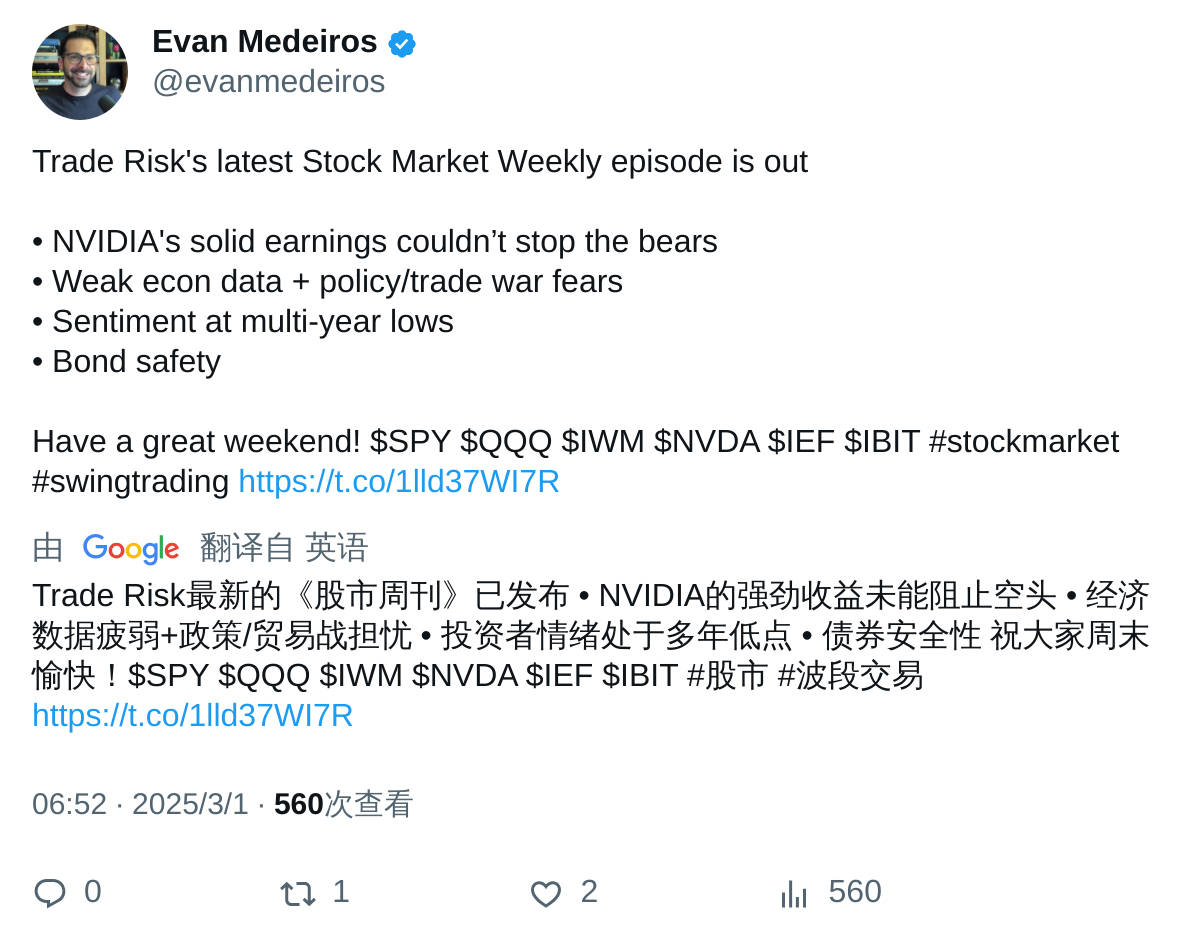 Evan Medeiros
@evanmedeiros
Trade Risk's latest Stock Market Weekly episode is out
• NVIDIA's solid earnings couldn’t stop the bears
• Weak econ data + policy/trade war fears
• Sentiment at multi-year lows
• Bond safety
Have a great weekend! $SPY $QQQ $IWM $NVDA $IEF $IBIT #stockmarket
#swingtrading https://t.co/1lld37WI7R
由 Google 翻译自 英语
Trade Risk最新的《股市周刊》已发布 • NVIDIA的强劲收益未能阻止空头 • 经济
数据疲弱+政策/贸易战担忧 • 投资者情绪处于多年低点 • 债券安全性 祝大家周末
愉快！$SPY $QQQ $IWM $NVDA $IEF $IBIT #股市 #波段交易
https://t.co/1lld37WI7R
06:52 · 2025/3/1 · 560次查看
0 1 2 560